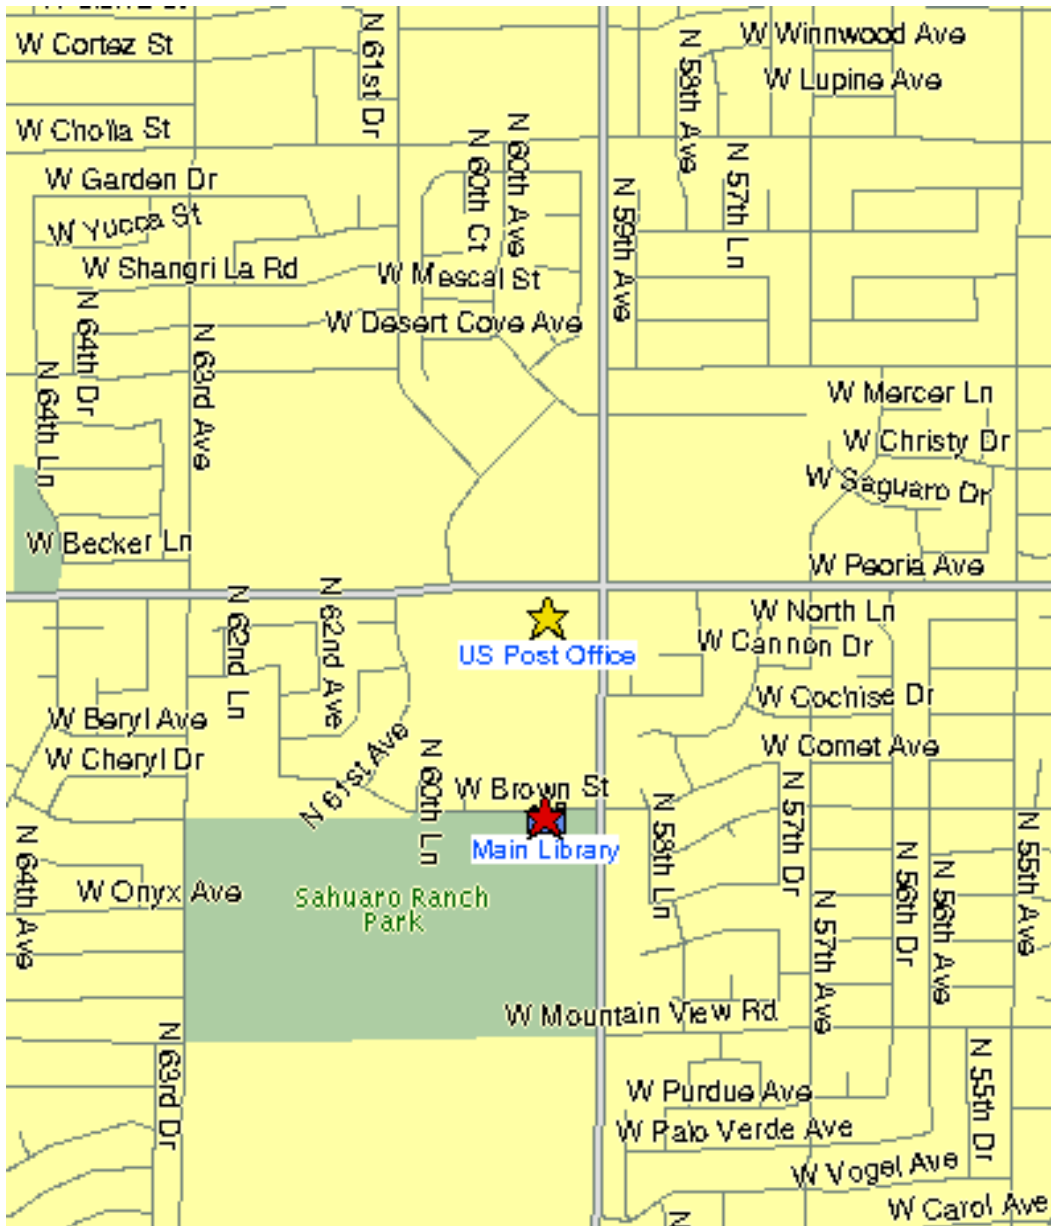 W Cortez St
N 61st Dr
N 58th Ave
W Winnwood Ave
W Lupine Ave
W Cholla St
N 60th Ct
N 60th Ave
N 57th Ln
W Garden Dr
N 59th Ave
W Yucca St
W Shangri La Rd
W Mescal St
N 64th Dr
N 63rd Ave
W Desert Cove Ave
N 64th Ln
W Mercer Ln
W Christy Dr
W Saguaro Dr
W Becker Ln
W Peoria Ave
N 62nd Ln
N 62nd Ave
W North Ln
US Post Office
W Cannon Dr
W Cochise Dr
W Beryl Ave
N 61st Ave
W Comet Ave
W Cheryl Dr
N 60th Ln
W Brown St
N 58th Ln
N 57th Dr
N 64th Ave
Main Library
N 56th Dr
N 56th Ave
N 55th Ave
W Onyx Ave
Sahuaro Ranch
Park
N 57th Ave
W Mountain View Rd
N 63rd Dr
N 55th Dr
W Purdue Ave
W Palo Verde Ave
W Vogel Ave
W Carol Ave